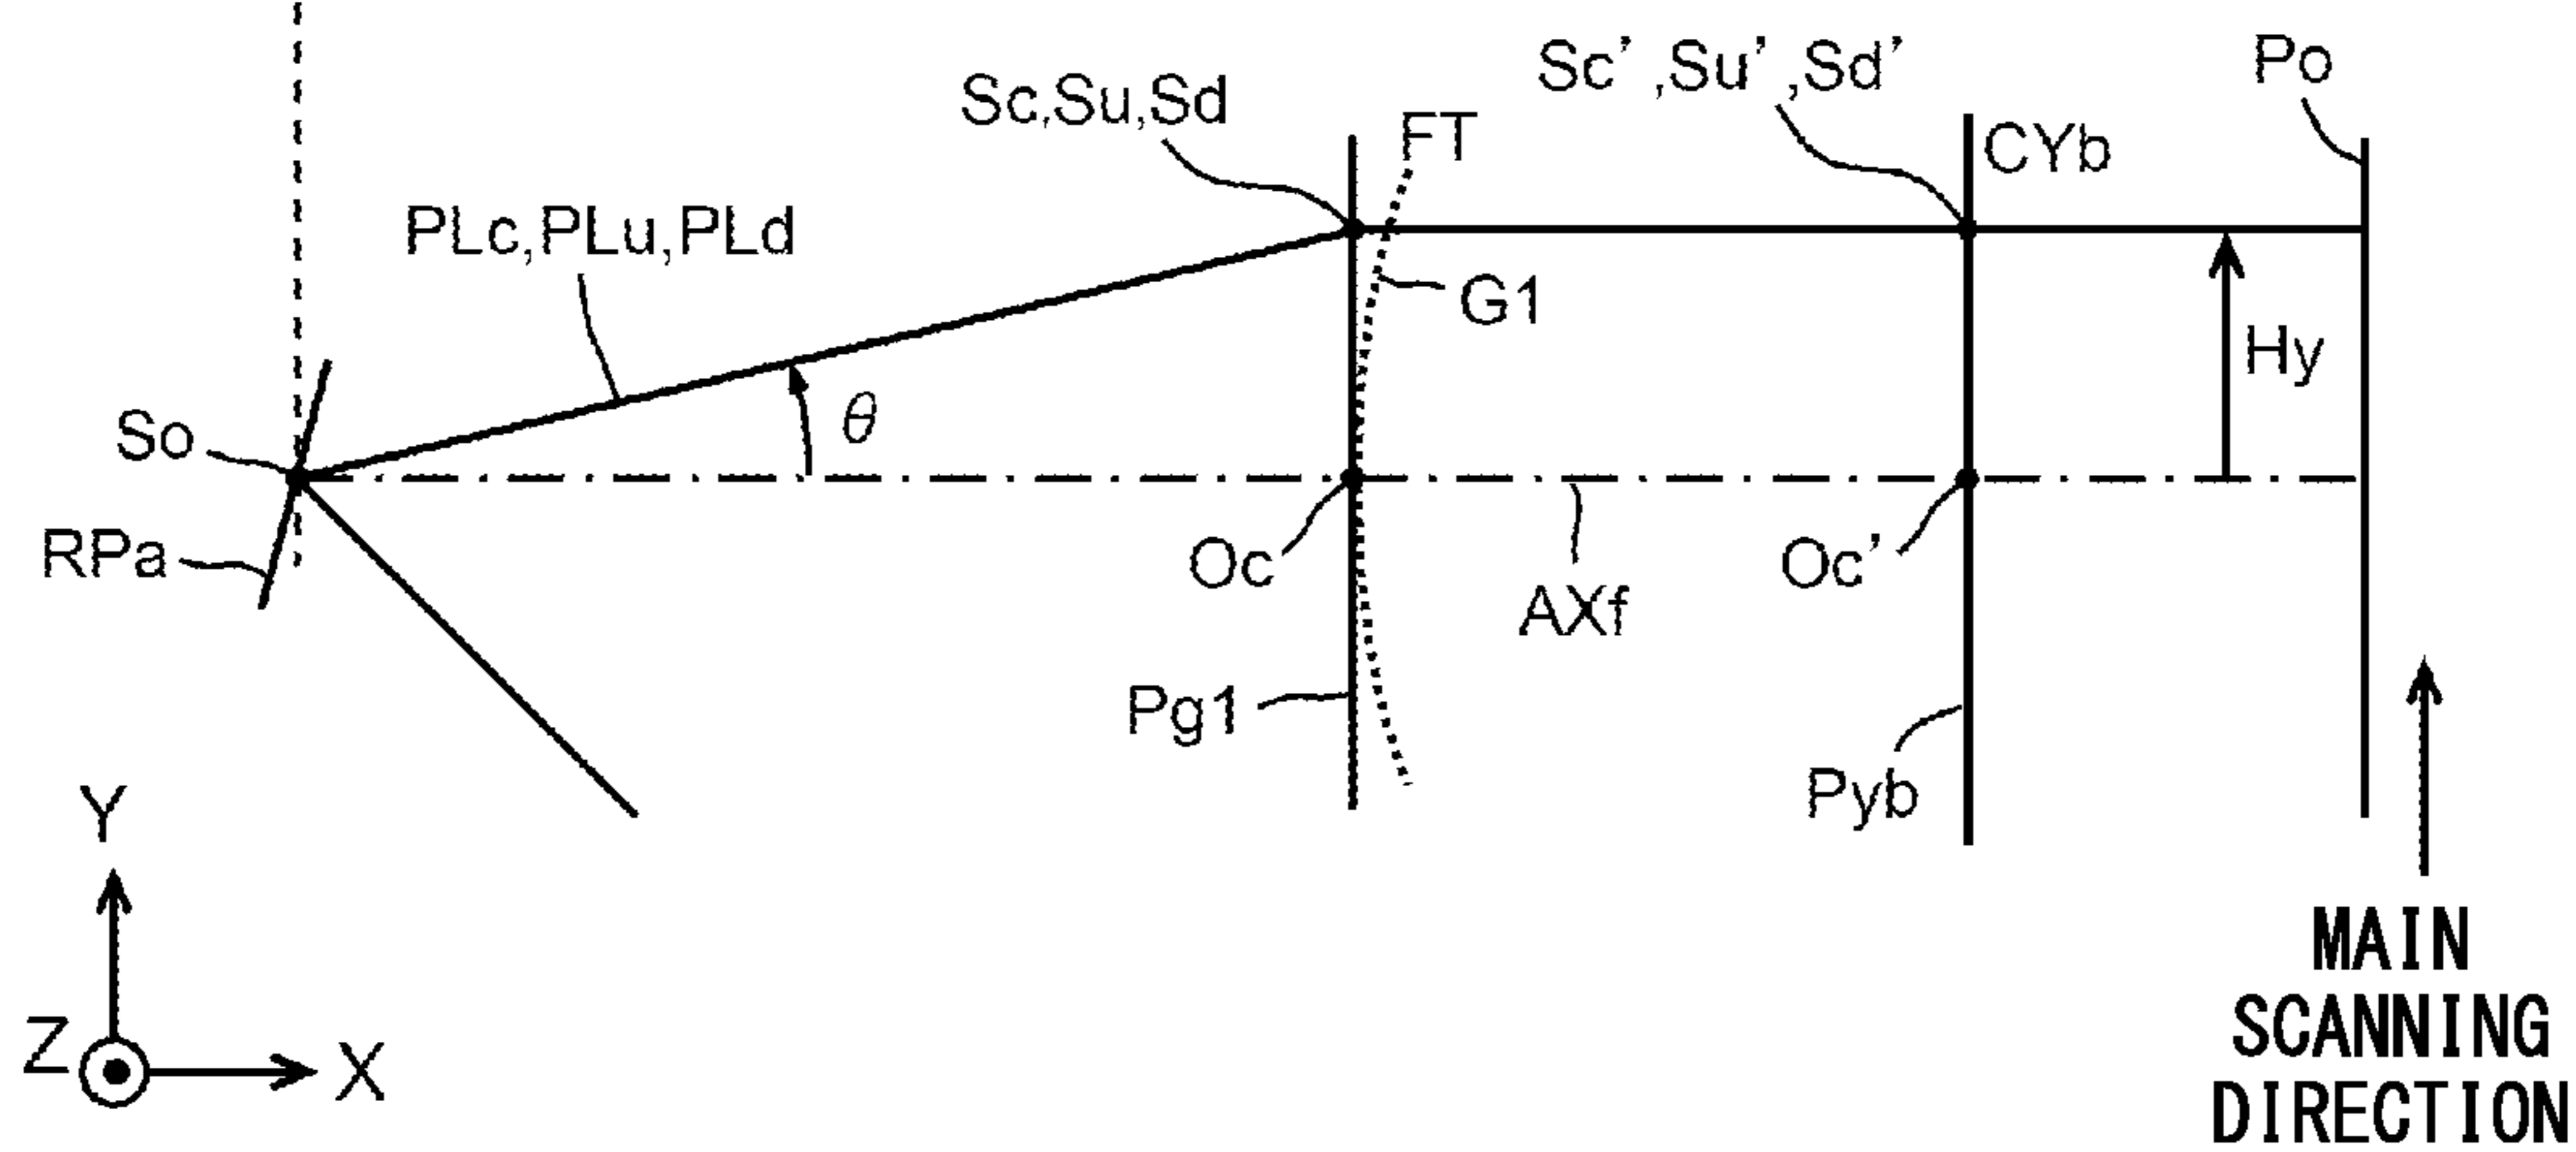 Po
Sc',Su',Sd'
Sc,Su,Sd
FT
CYb
PLc,PLu,PLd
G1
Hy
θ
So
RPa
Oc
Oc'
AXf
Pg1
Pyb
Y
Z
X
MAIN
SCANNING
DIRECTION